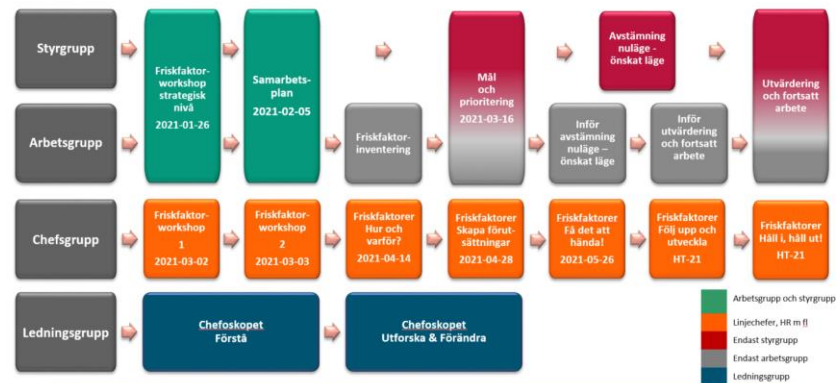 Styrgrupp
Friskfaktor-
workshop
strategisk
nivå
2021-01-26
Samarbets-
plan
2021-02-05
Mål
och
prioritering
2021-03-16
Avstämning
nuläge -
önskat läge
Utvärdering
och fortsatt
arbete
Arbetsgrupp
Friskfaktor-
inventering
Inför
avstämning
nuläge –
önskat läge
Inför
utvärdering
och fortsatt
arbete
Chefsgrupp
Friskfaktor-
workshop
1
2021-03-02
Friskfaktor-
workshop
2
2021-03-03
Friskfaktorer
Hur och
varför?
2021-04-14
Friskfaktorer
Skapa förut-
sättningar
2021-04-28
Friskfaktorer
Få det att
hända!
2021-05-26
Friskfaktorer
Följ upp och
utveckla
HT-21
Friskfaktorer
Håll i, håll ut!
HT-21
Ledningsgrupp
Chefoskopet
Förstå
Chefoskopet
Utforska & Förändra
Arbetsgrupp och styrgrupp
Linjechefer, HR m fl
Endast styrgrupp
Endast arbetsgrupp
Ledningsgrupp